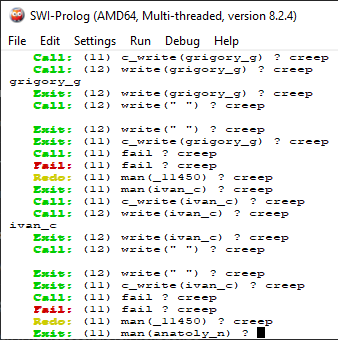 SWI-Prolog (AMD64, Multi-threaded, version 8.2.4)
File Edit Settings Run Debug Help
Call: (11) c_write(grigory_g) ? creep
Call: (12) write(grigory_g) ? creep
grigory_g
Exit: (12) write(grigory_g) ? creep
Call: (12) write(" ") ? creep
Exit: (12) write(" ") ? creep
Exit: (11) c_write(grigory_g) ? creep
Call: (11) fail ? creep
Fail: (11) fail ? creep
Redo: (11) man(_11450) ? creep
Exit: (11) man(ivan_c) ? creep
Call: (11) c_write(ivan_c) ? creep
Call: (12) write(ivan_c) ? creep
ivan_c
Exit: (12) write(ivan_c) ? creep
Call: (12) write(" ") ? creep
Exit: (12) write(" ") ? creep
Exit: (11) c_write(ivan_c) ? creep
Call: (11) fail ? creep
Fail: (11) fail ? creep
Redo: (11) man(_11450) ? creep
Exit: (11) man(anatoly_n) ?